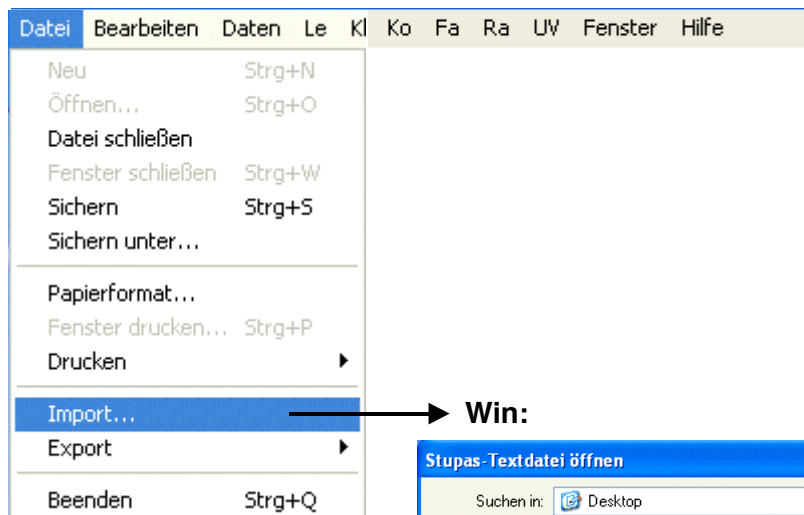 Datei Bearbeiten Daten Le Kl Ko Fa Ra UV Fenster Hilfe
Neu Strg+N
Öffnen... Strg+O
Datei schließen
Fenster schließen Strg+W
Sichern Strg+S
Sichern unter...
Papierformat...
Fenster drucken... Strg+P
Drucken
Import...
Win:
Export
Stupas-Textdatei öffnen
Beenden Strg+Q
Suchen in: Desktop